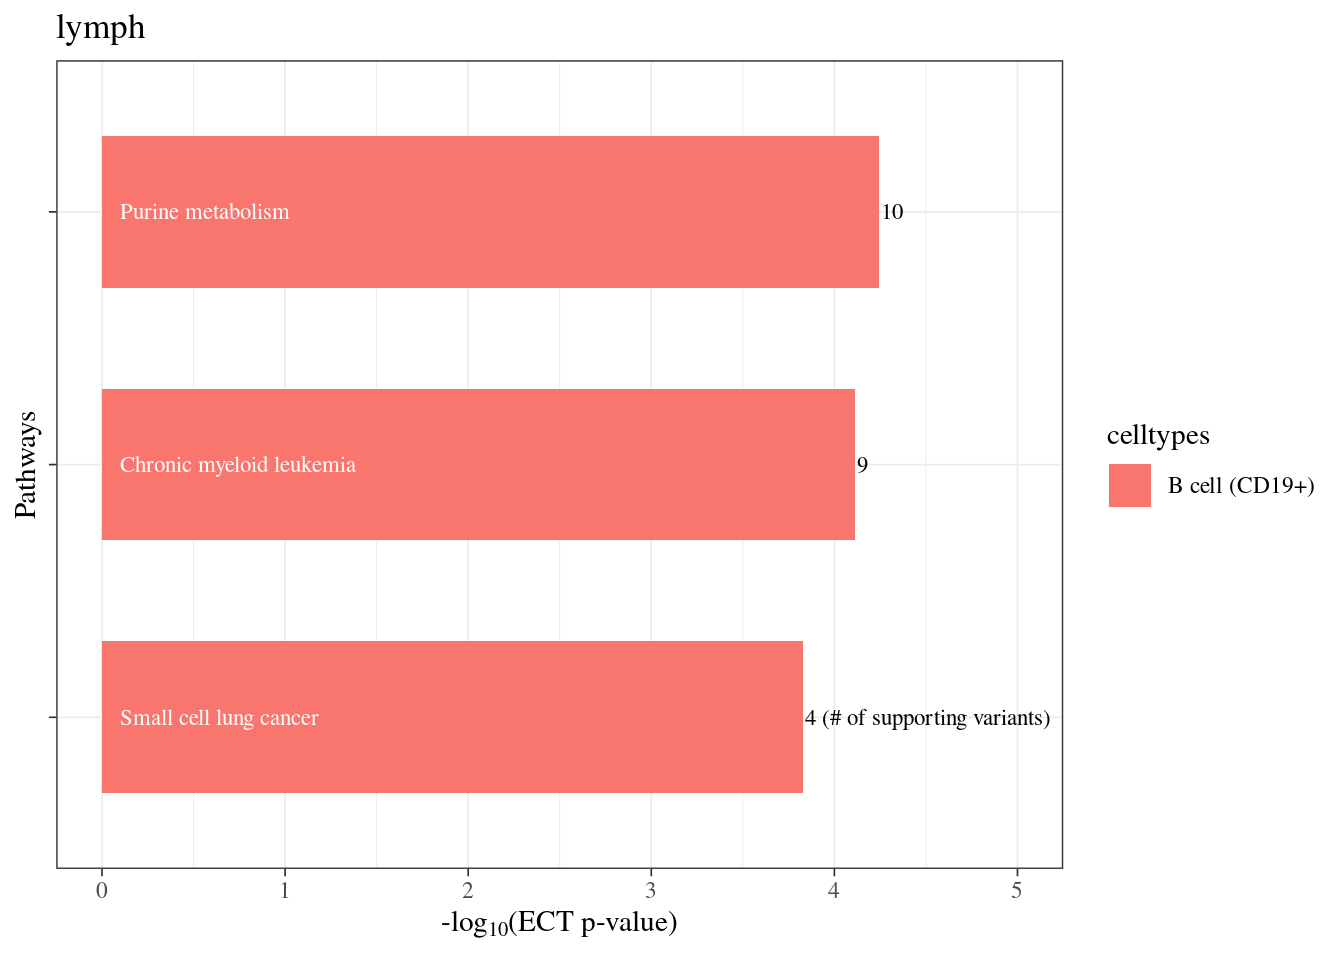 lymph
Purine metabolism
10
Chronic myeloid leukemia
9
Small cell lung cancer
4 (# of supporting variants)
Pathways
0 1 2 3 4 5
-log10(ECT p-value)
celltypes
B cell (CD19+)